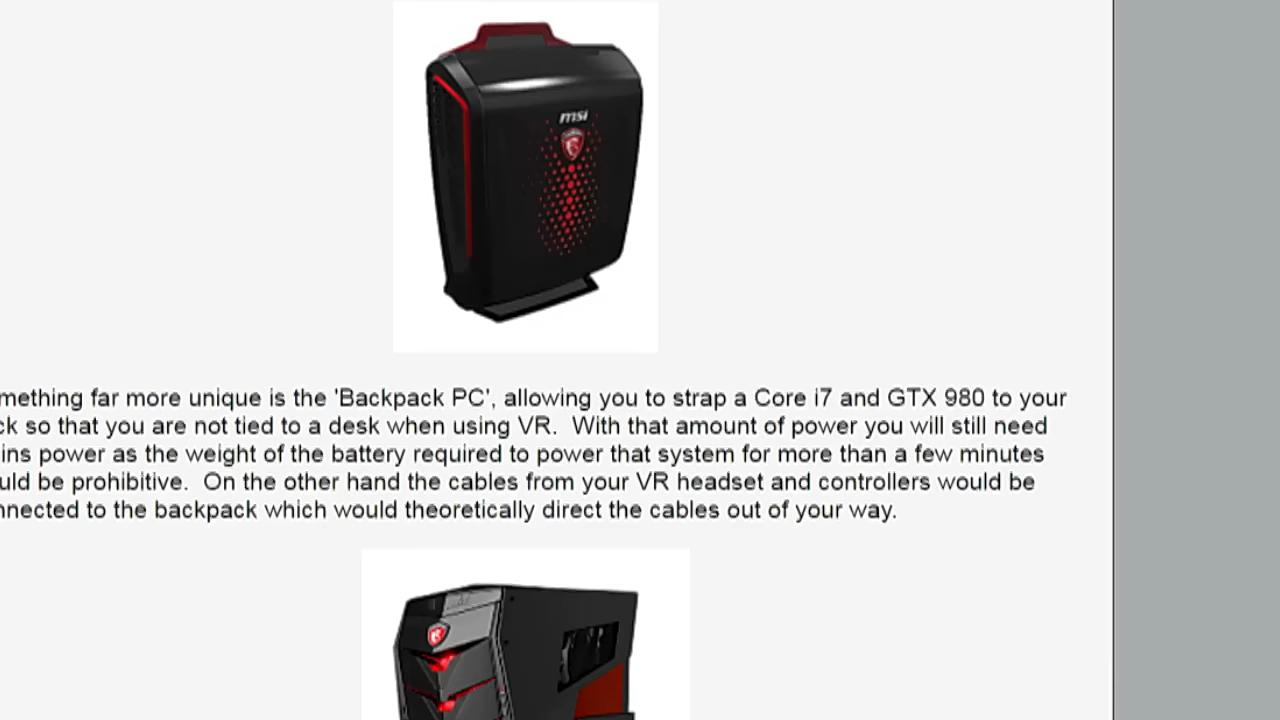 msi
mething far more unique is the 'Backpack PC', allowing you to strap a Core i7 and GTX 980 to your
ck so that you are not tied to a desk when using VR.  With that amount of power you will still need
ins power as the weight of the battery required to power that system for more than a few minutes
uld be prohibitive.  On the other hand the cables from your VR headset and controllers would be
nnected to the backpack which would theoretically direct the cables out of your way.